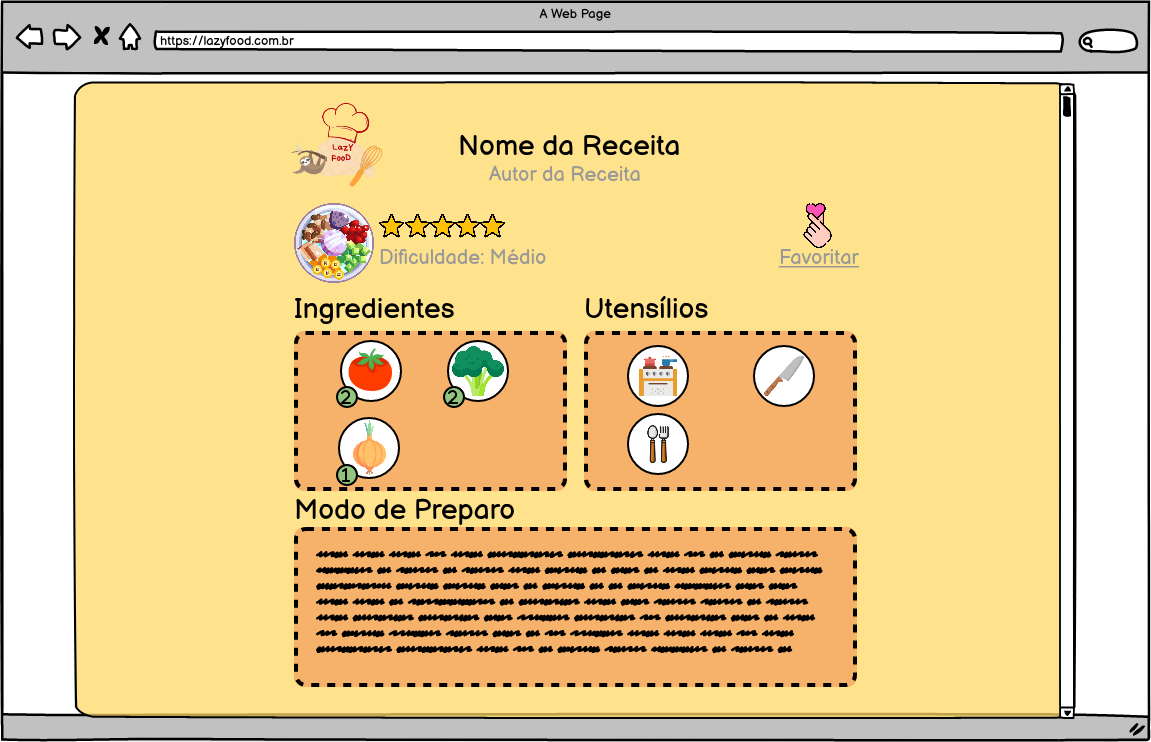 A Web Page
https://lazyfood.com.br
LaZY
FooD
Nome da Receita
Autor da Receita
Dificuldade: Médio
Favoritar
Ingredientes
Utensílios
2
2
1
Modo de Preparo